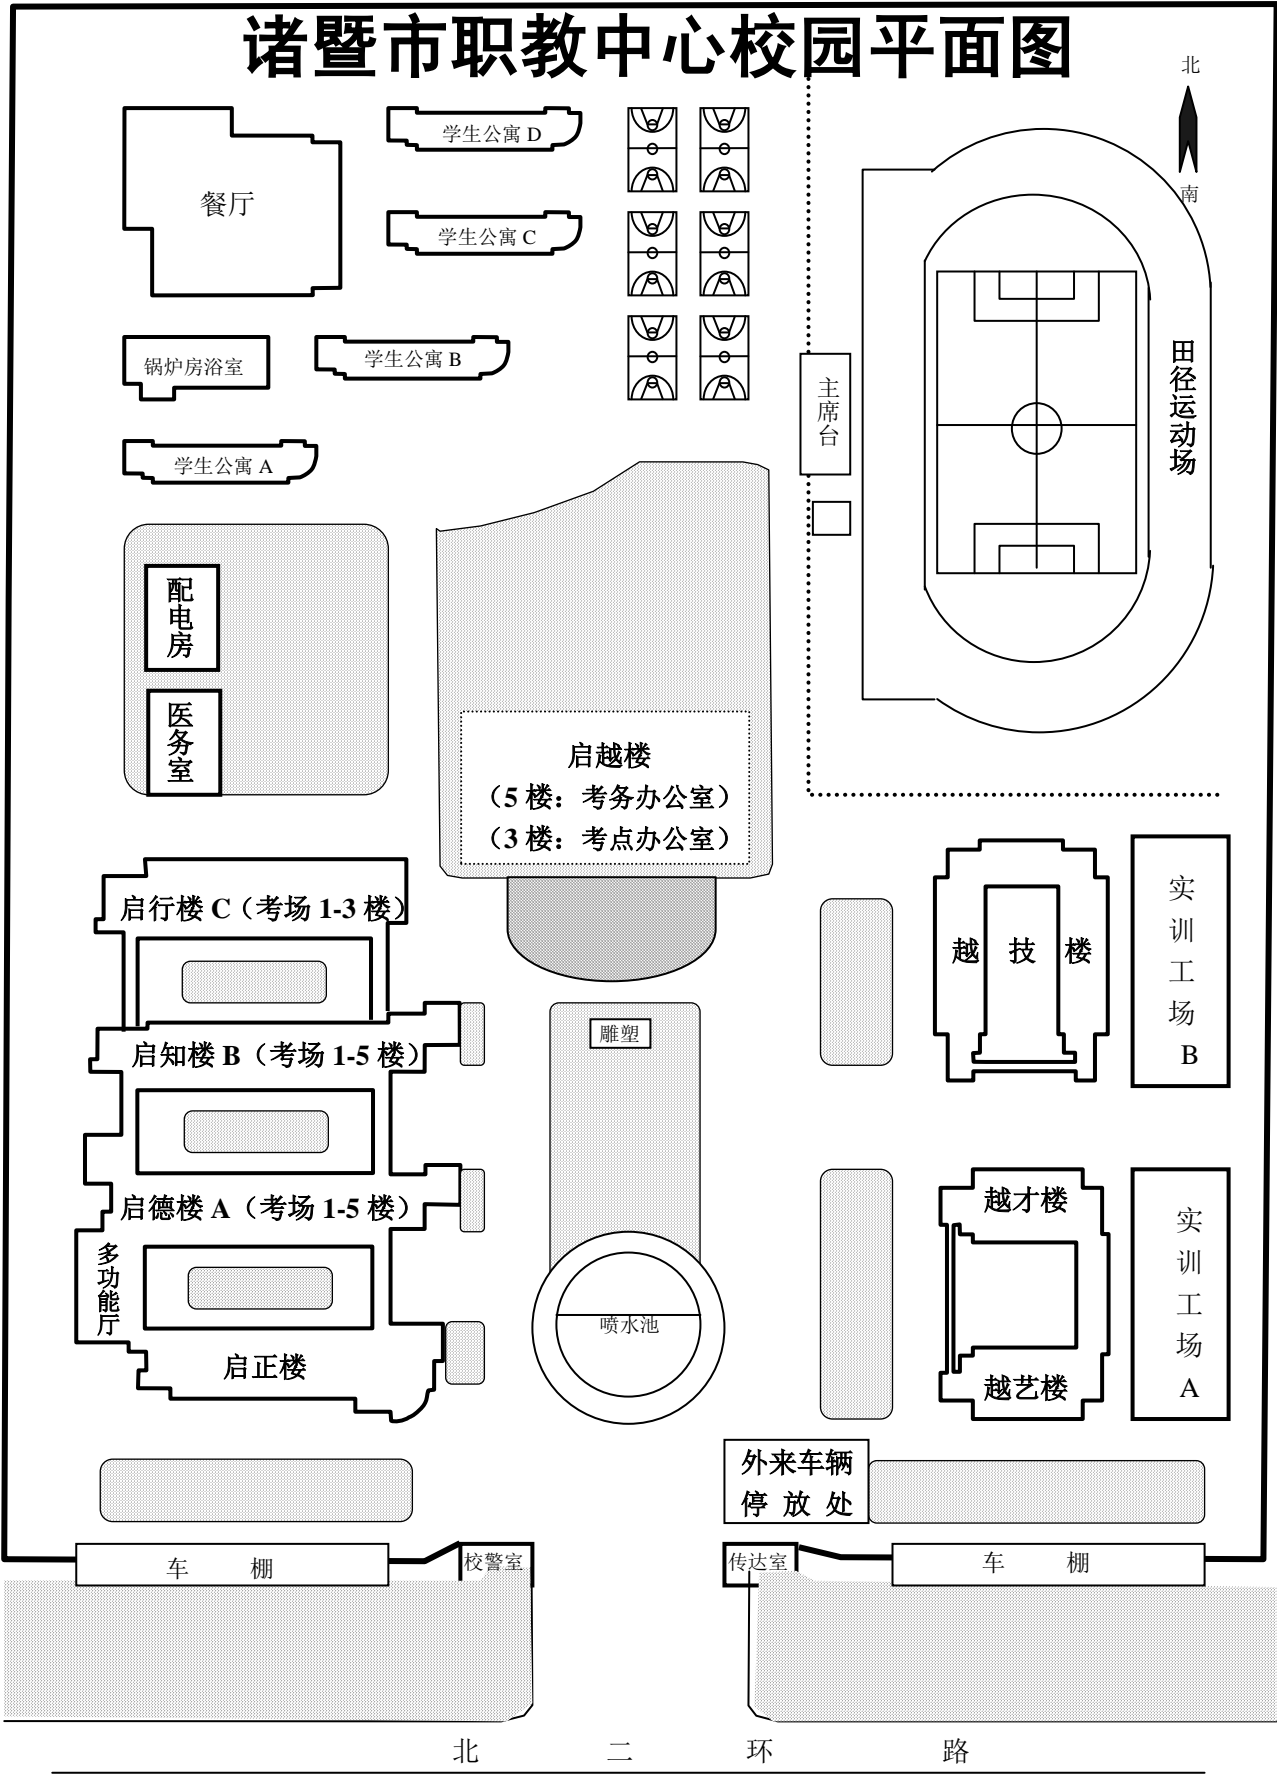 诸暨市职教中心校园平面图
北
南
餐厅
学生公寓 D
学生公寓 C
锅炉房浴室
学生公寓 B
学生公寓 A
主席台
田径运动场
配电房
医务室
启越楼
（5 楼：考务办公室）
（3 楼：考点办公室）
启行楼 C（考场 1-3 楼）
越 技 楼
实训工场 B
雕塑
启知楼 B（考场 1-5 楼）
启德楼 A（考场 1-5 楼）
多功能厅
启正楼
喷水池
越才楼
越艺楼
实训工场 A
外来车辆
停 放 处
车 棚
校警室
传达室
车 棚
北 二 环 路